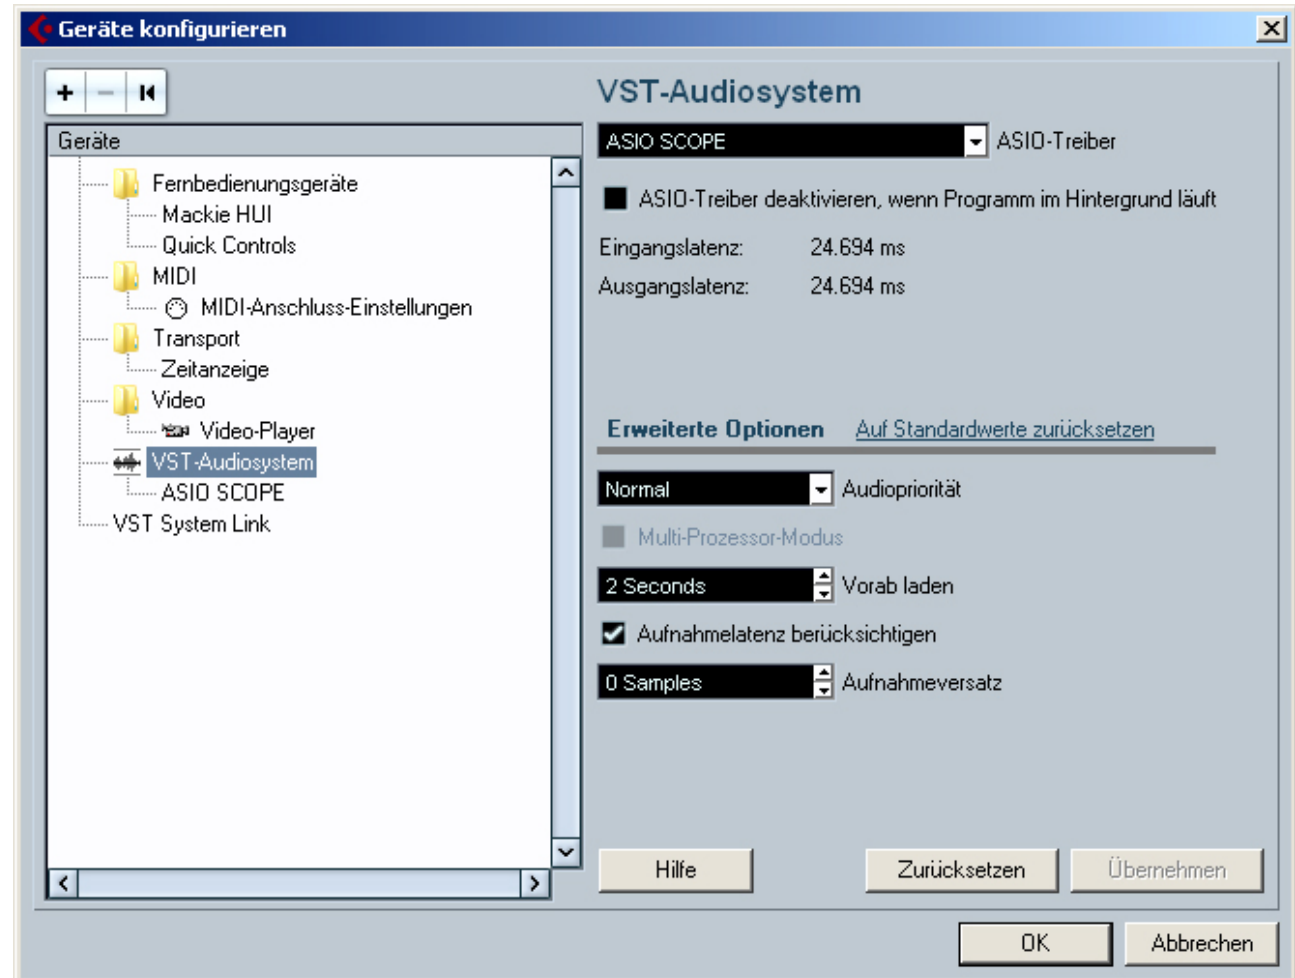 Geräte konfigurieren
VST-Audiosystem
Geräte
ASIO SCOPE ASIO-Treiber
Fernbedienungsgeräte
Mackie HUI
Quick Controls
MIDI
MIDI-Anschluss-Einstellungen
Transport
Zeitanzeige
Video
Video-Player
VST-Audiosystem
ASIO SCOPE
VST System Link
ASIO-Treiber deaktivieren, wenn Programm im Hintergrund läuft
Eingangslatenz: 24.694 ms
Ausgangslatenz: 24.694 ms
Erweiterte Optionen Auf Standardwerte zurücksetzen
Normal Audiopriorität
Multi-Prozessor-Modus
2 Seconds Vorab laden
Aufnahmelatenz berücksichtigen
0 Samples Aufnahmeversatz
Hilfe Zurücksetzen Übernehmen
OK Abbrechen